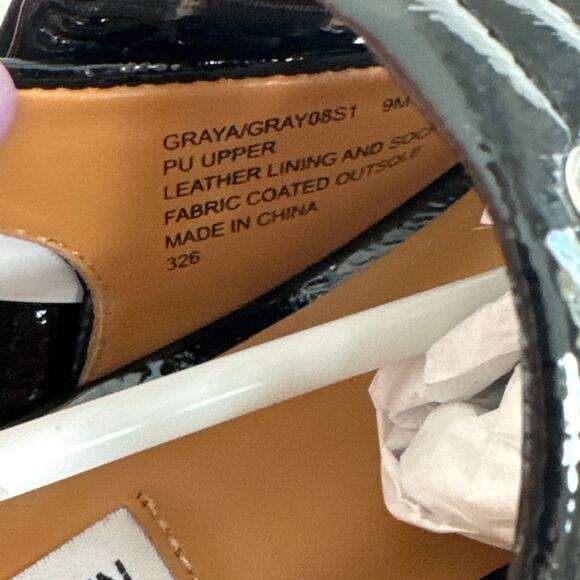 GRAYA/GRAY08S1 9M
PU UPPER
LEATHER LINING AND SOCK
FABRIC COATED OUTSOLE
MADE IN CHINA
326